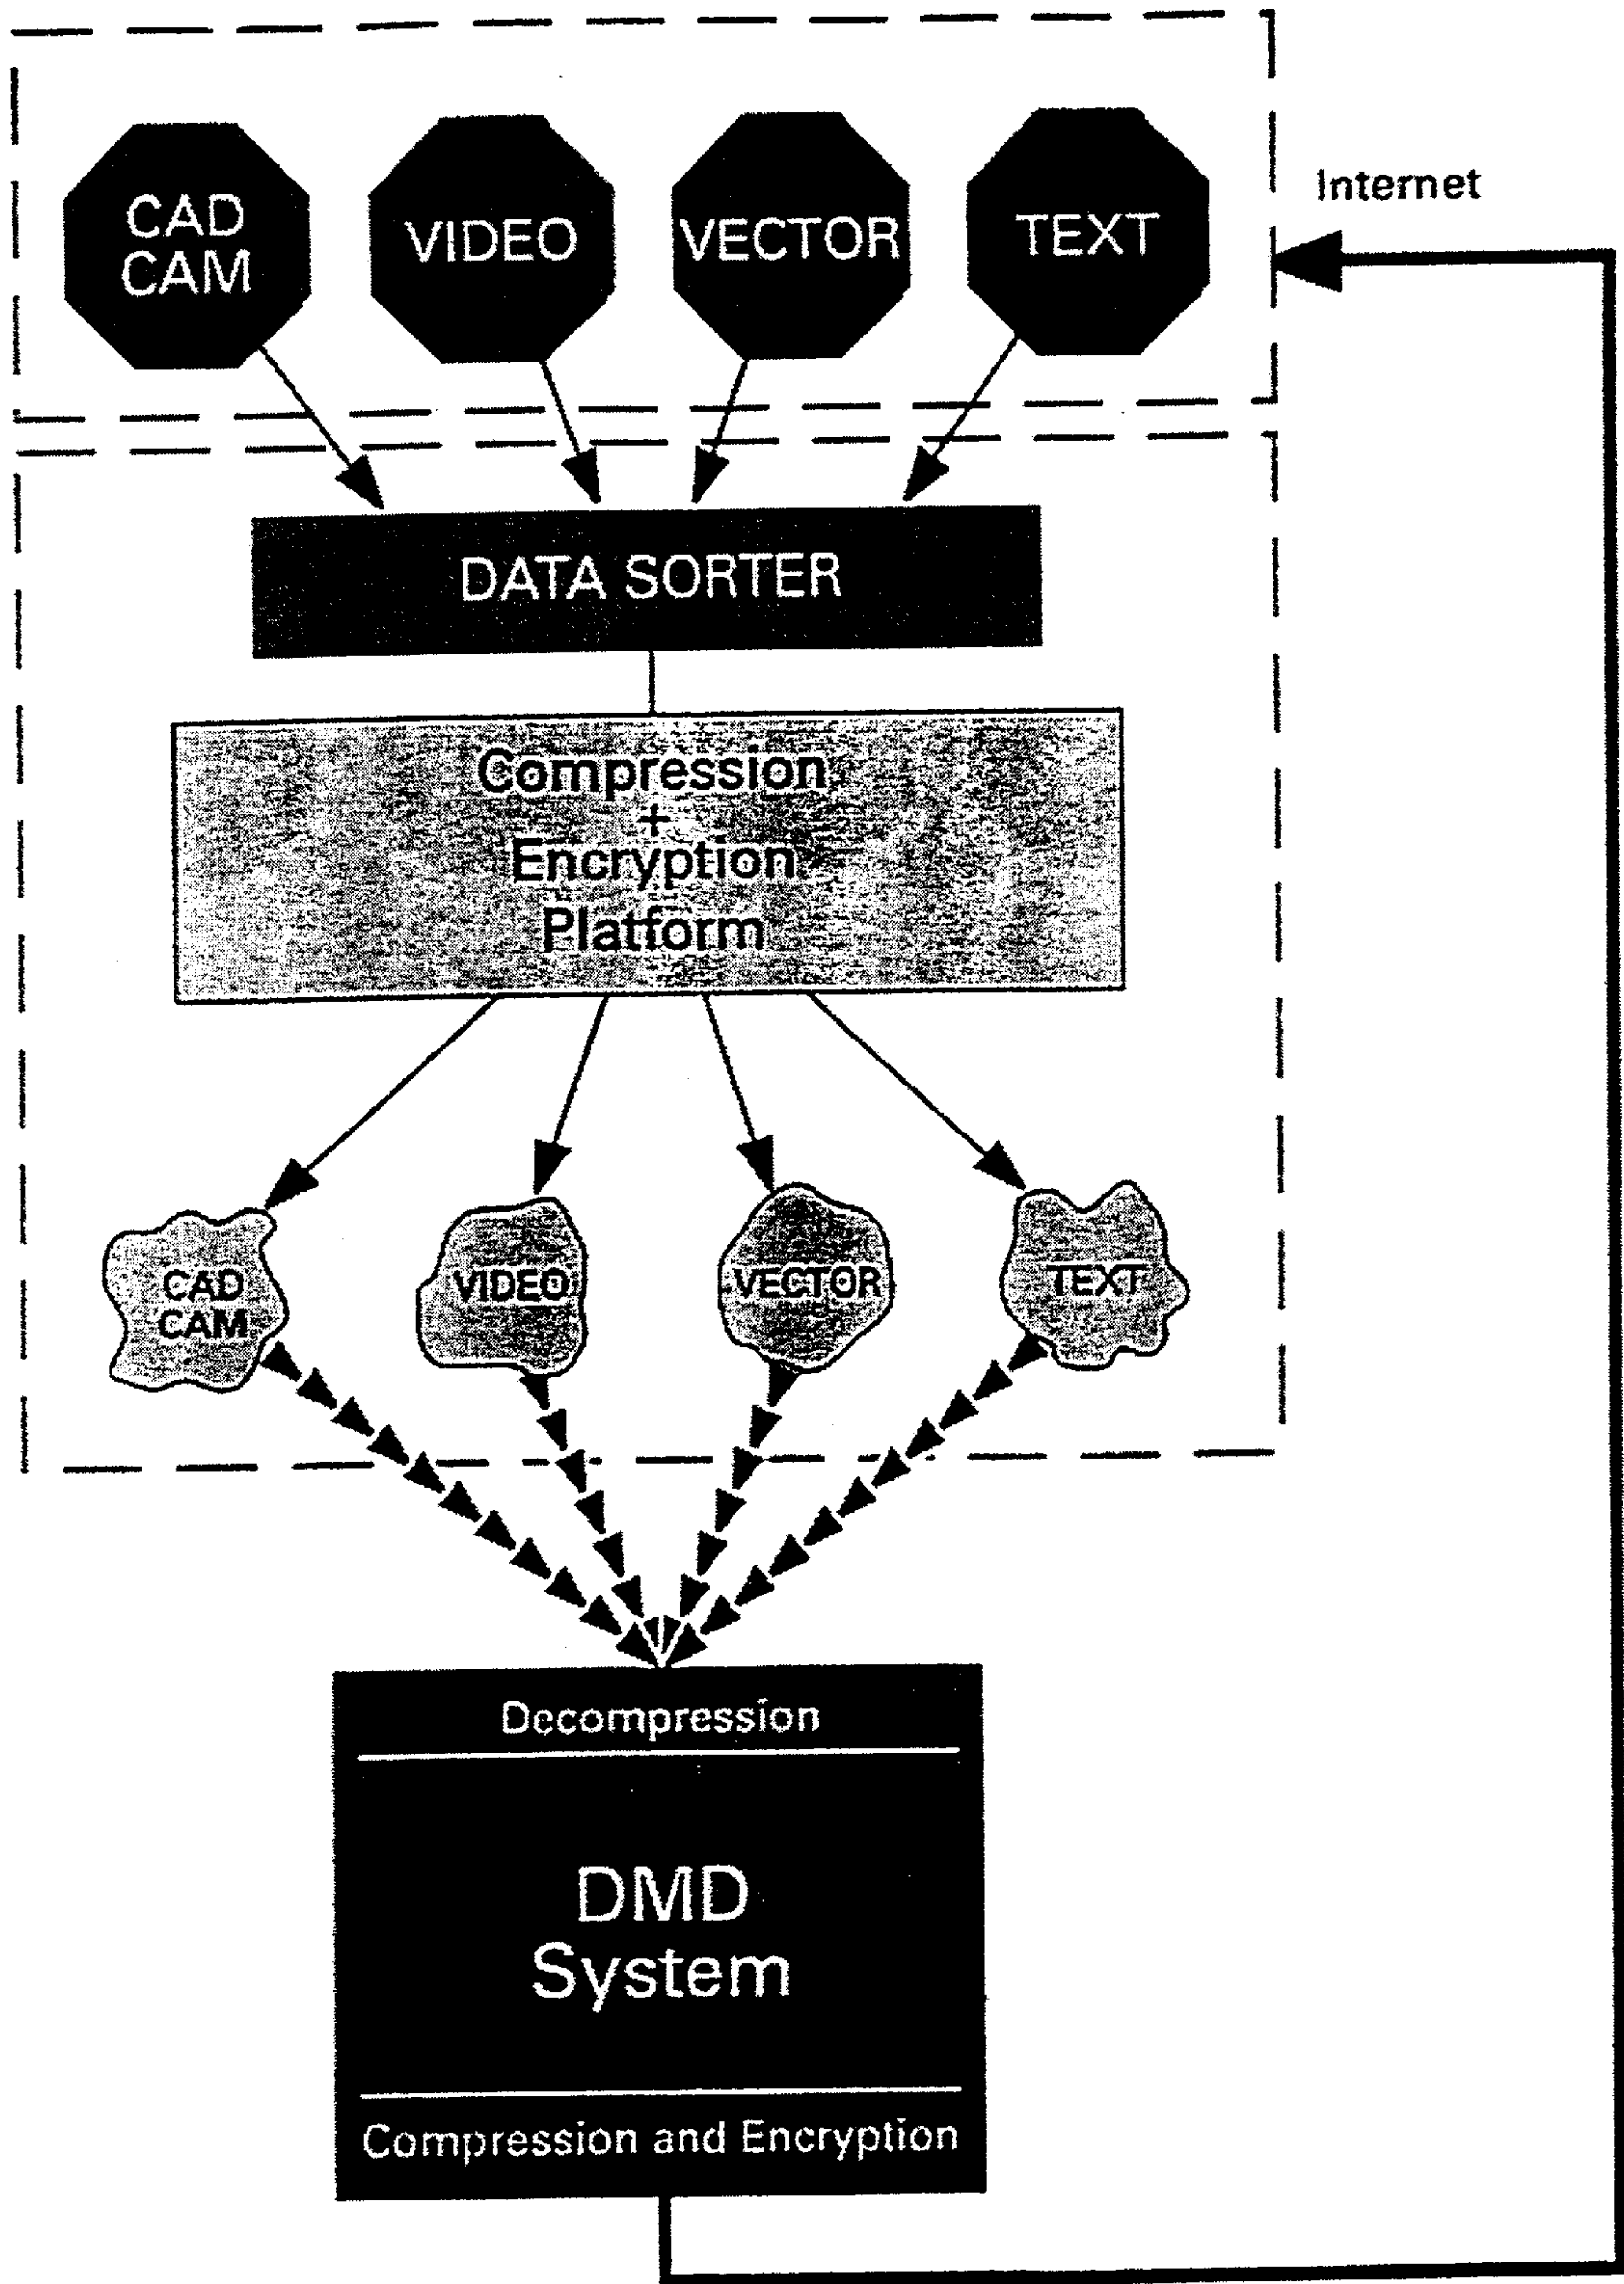 CAD
CAM
VIDEO
VECTOR
TEXT
Internet
DATA SORTER
Compression
+
Encryption
Platform
CAD
CAM
VIDEO
VECTOR
TEXT
Decompression
DMD
System
Compression and Encryption